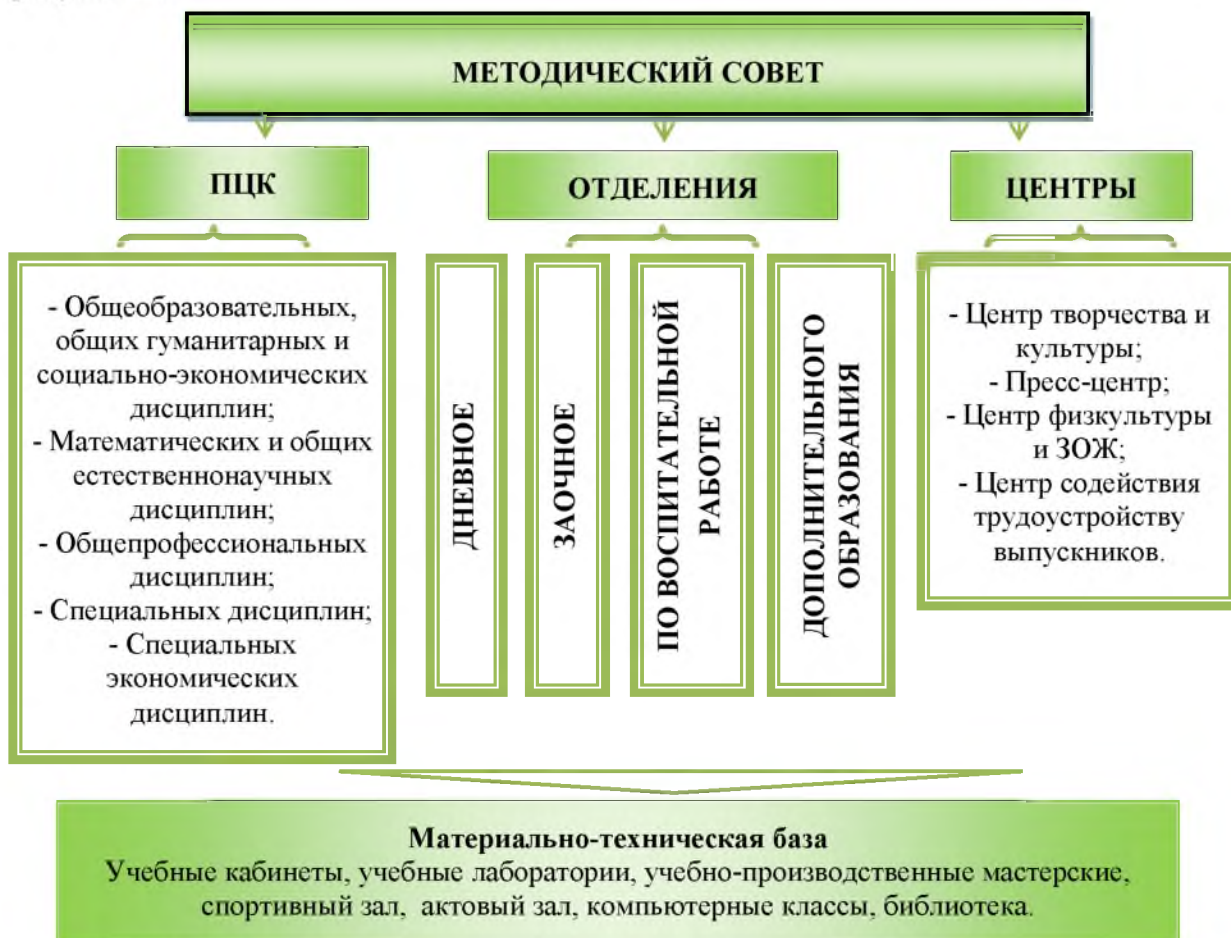 МЕТОДИЧЕСКИЙ СОВЕТ
ПЦК
- Общеобразовательных,
общих гуманитарных и
социально-экономических
дисциплин;
- Математических и общих
естественнонаучных
дисциплин;
- Общепрофессиональных
дисциплин;
- Специальных дисциплин;
- Специальных
экономических
дисциплин.
ОТДЕЛЕНИЯ
ДНЕВНОЕ
ЗАОЧНОЕ
ПО ВОСПИТАТЕЛЬНОЙ
РАБОТЕ
ДОПОЛНИТЕЛЬНОГО
ОБРАЗОВАНИЯ
ЦЕНТРЫ
- Центр творчества и
культуры;
- Пресс-центр;
- Центр физкультуры
и ЗОЖ;
- Центр содействия
трудоустройству
выпускников.
Материально-техническая база
Учебные кабинеты, учебные лаборатории, учебно-производственные мастерские,
спортивный зал, актовый зал, компьютерные классы, библиотека.